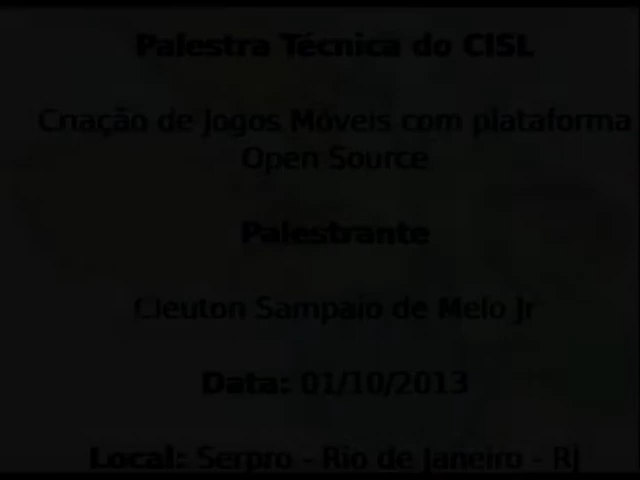 Palestra Técnica do CISL
Criação de Jogos Móveis com plataforma
Open Source
Palestrante
Cleuton Sampaio de Melo Jr
Data: 01/10/2013
Local: Serpro - Rio de Janeiro - RJ